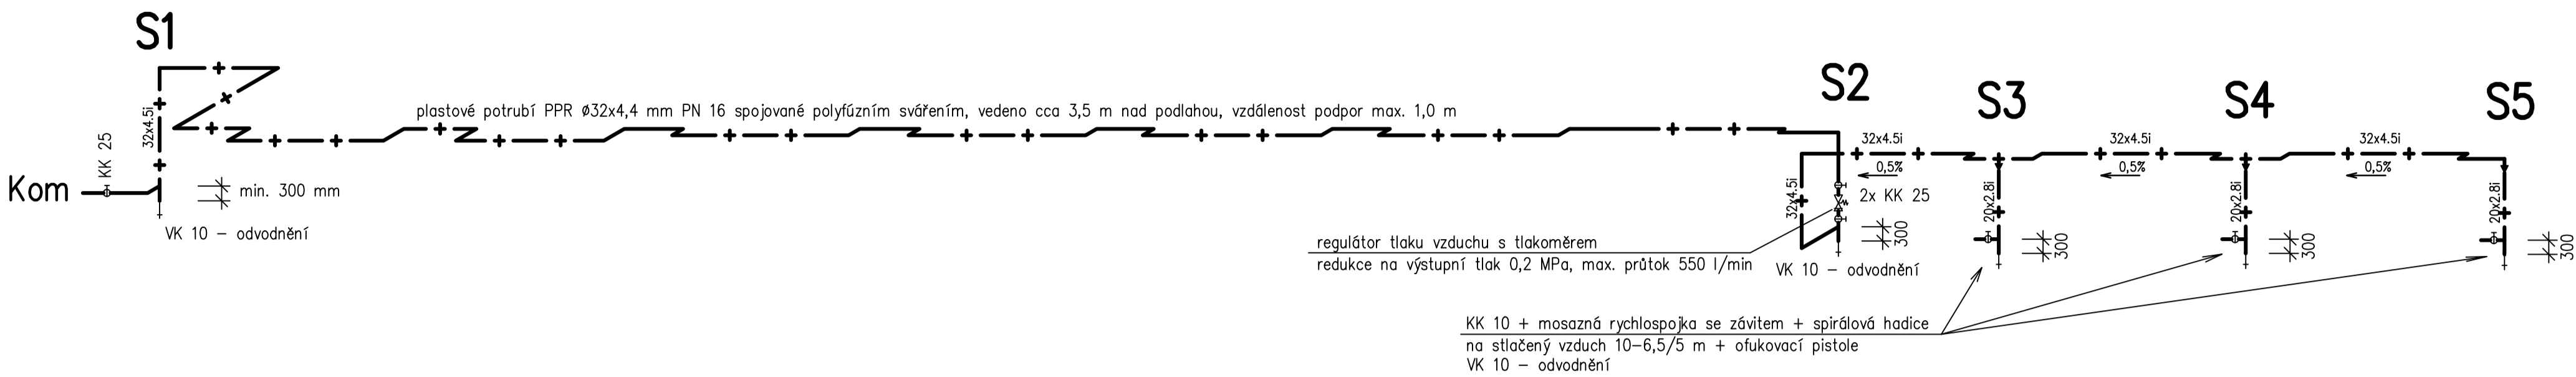 S1
S2
S3
S4
S5
plastové potrubí PPR ø32x4,4 mm PN 16 spojované polyfúzním svářením, vedeno cca 3,5 m nad podlahou, vzdálenost podpor max. 1,0 m
32x4.5i
KK 25
Kom
min. 300 mm
VK 10 – odvodnění
32x4.5i
0,5%
32x4.5i
0,5%
32x4.5i
0,5%
32x4.5i
2x KK 25
300
20x2.8i
300
20x2.8i
300
20x2.8i
300
regulátor tlaku vzduchu s tlakoměrem
redukce na výstupní tlak 0,2 MPa, max. průtok 550 l/min
VK 10 – odvodnění
KK 10 + mosazná rychlospojka se závitem + spirálová hadice
na stlačený vzduch 10–6,5/5 m + ofukovací pistole
VK 10 – odvodnění